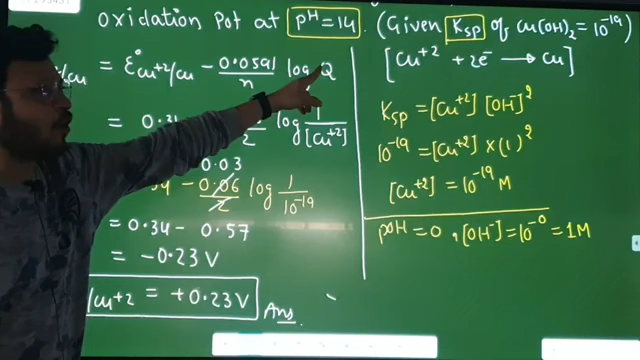 oxidation Pot at pH=14. (Given Ksp of Cu(OH)₂ = 10⁻¹⁹)
/Cu = ε°Cu⁺²/Cu − 0.0591/n log Q
[Cu⁺² + 2e⁻ → Cu]
= 0.34 log 1/[Cu⁺²]
Ksp = [Cu⁺²] [OH⁻]²
0.03
10⁻¹⁹ = [Cu⁺²] × (1)²
− 0.06/2 log 1/10⁻¹⁹
[Cu⁺²] = 10⁻¹⁹ M
= 0.34 − 0.57
pOH = 0 , [OH⁻] = 10⁻⁰ = 1M
= −0.23 V
/Cu⁺² = +0.23V Ans.